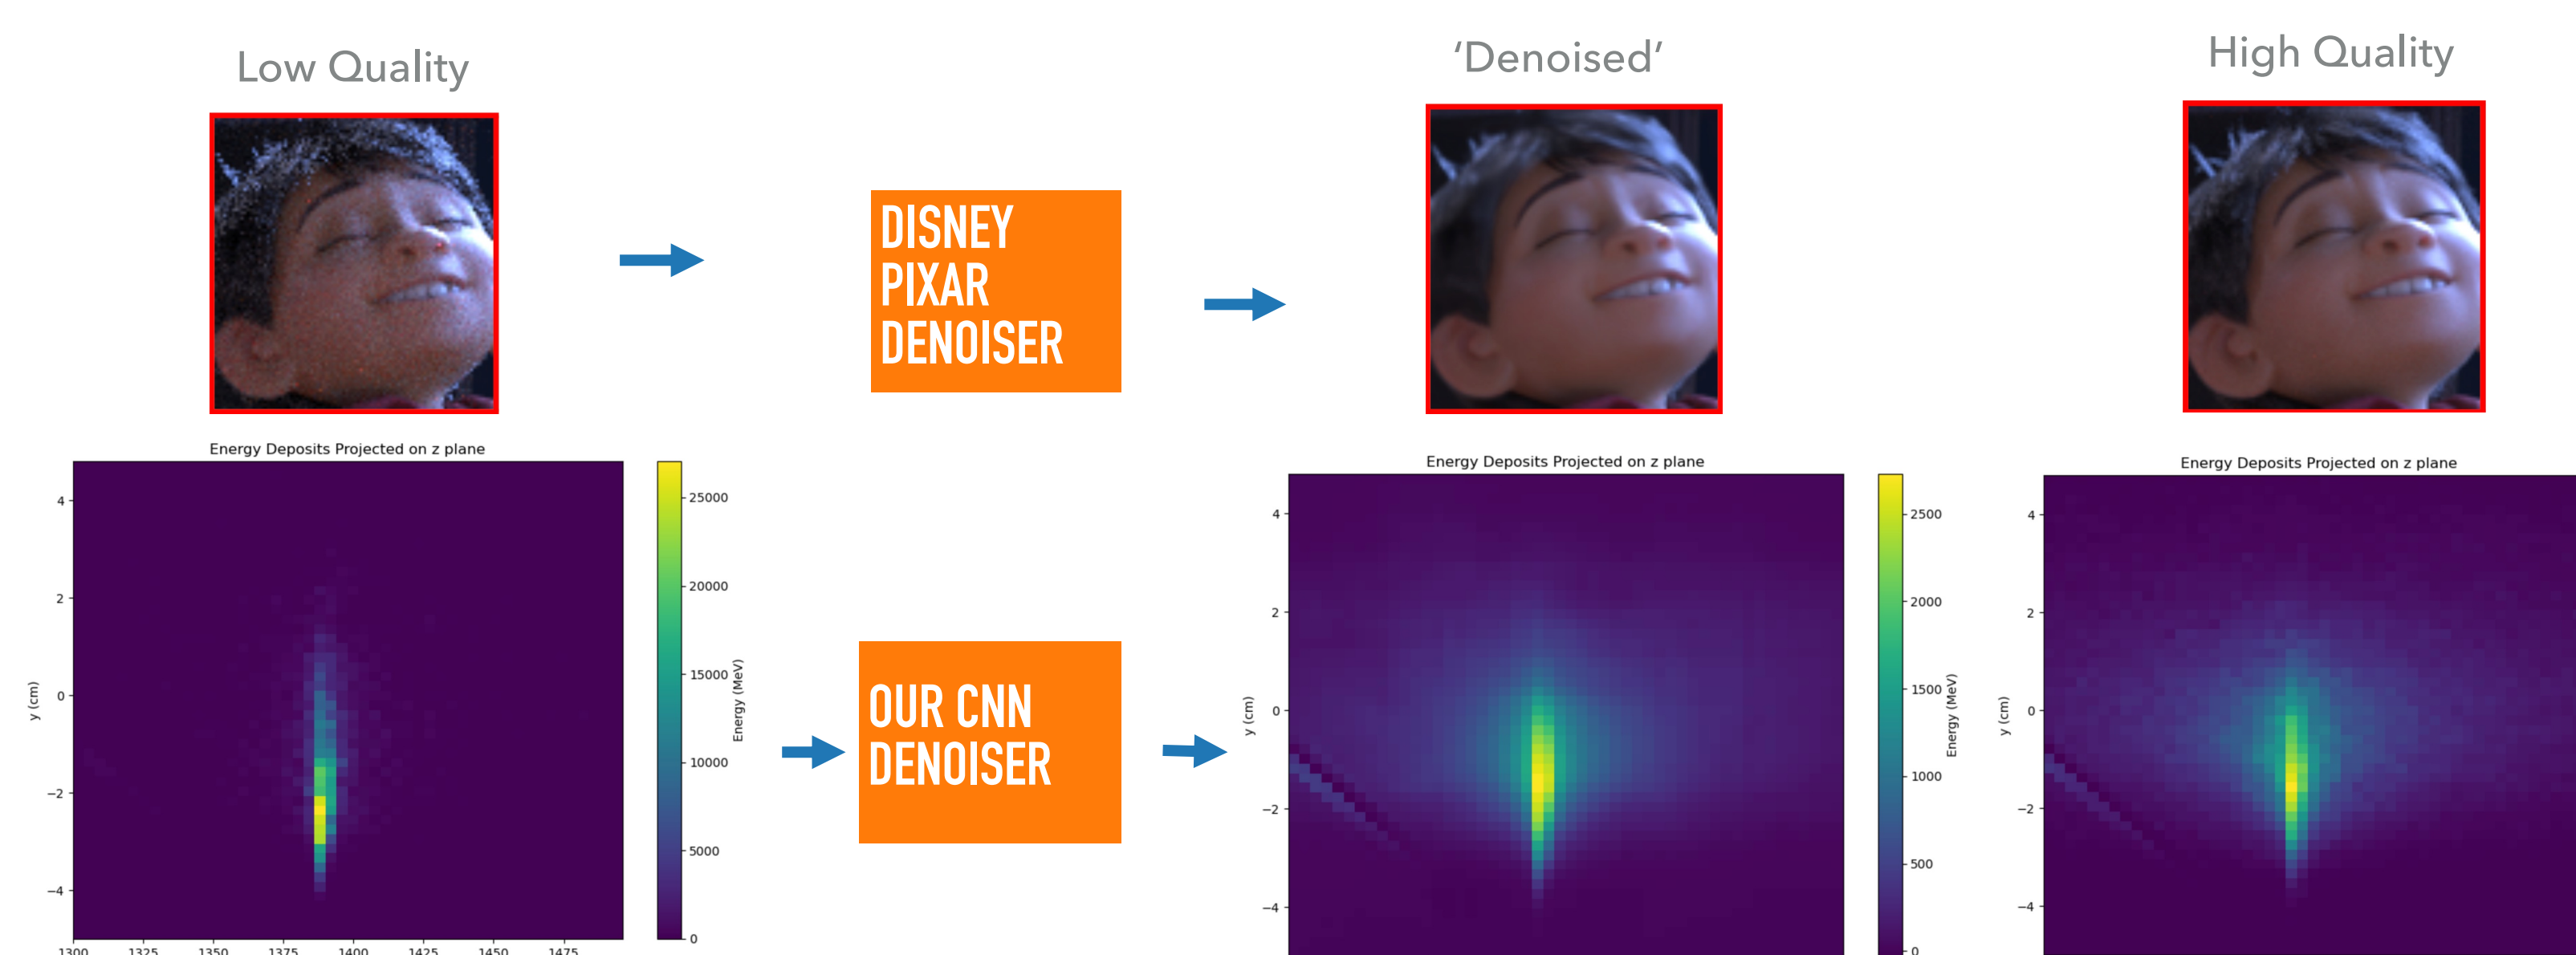 Low Quality
'Denoised'
High Quality
DISNEY
PIXAR
DENOISER
Energy Deposits Projected on z plane
4
2
0
−2
−4
y (cm)
1300
1325
1350
1375
1400
1425
1450
1475
25000
20000
15000
10000
5000
0
Energy (MeV)
OUR CNN
DENOISER
Energy Deposits Projected on z plane
4
2
0
−2
−4
y (cm)
2500
2000
1500
1000
500
0
Energy (MeV)
Energy Deposits Projected on z plane
4
2
0
−2
−4
y (cm)